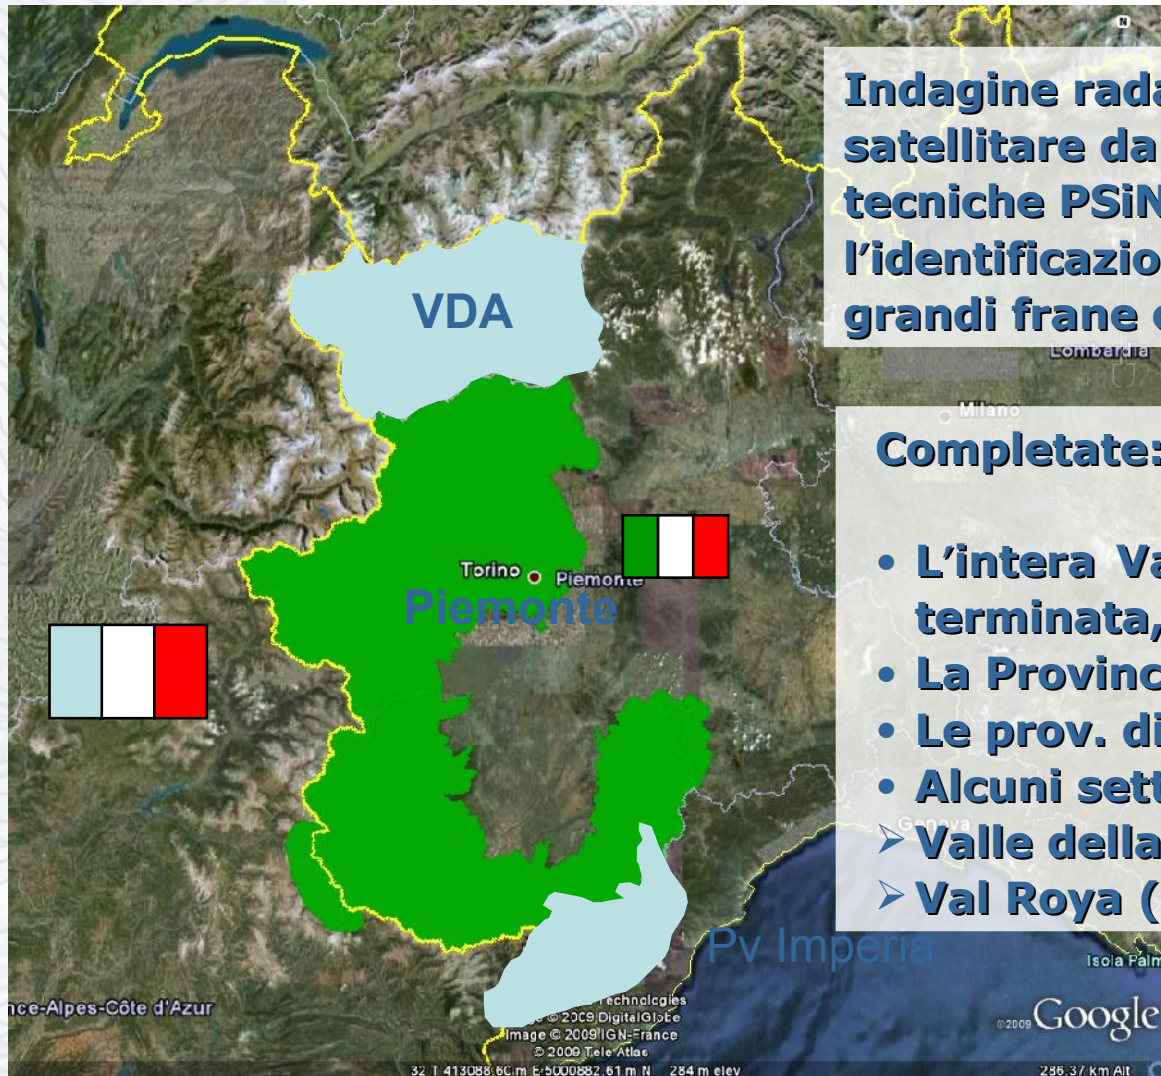 N
Indagine rada
satellitare da
tecniche PSiN
l’identificazio
grandi frane
Lombardia
VDA
Milano
Completate:
Torino
Piemonte
Piemonte
• L’intera Va
terminata,
• La Provinc
• Le prov. di
• Alcuni sett
Genova
➢ Valle della
➢ Val Roya (
Pv Imperia
Isola Palm
nce-Alpes-Côte d'Azur
Technologies
© 2009 DigitalGlobe
Image © 2009 IGN-France
© 2009 Tele Atlas
©2009 Google
32 T 413088.60 m E 5000882.61 m N 284 m elev
286.37 km Alt